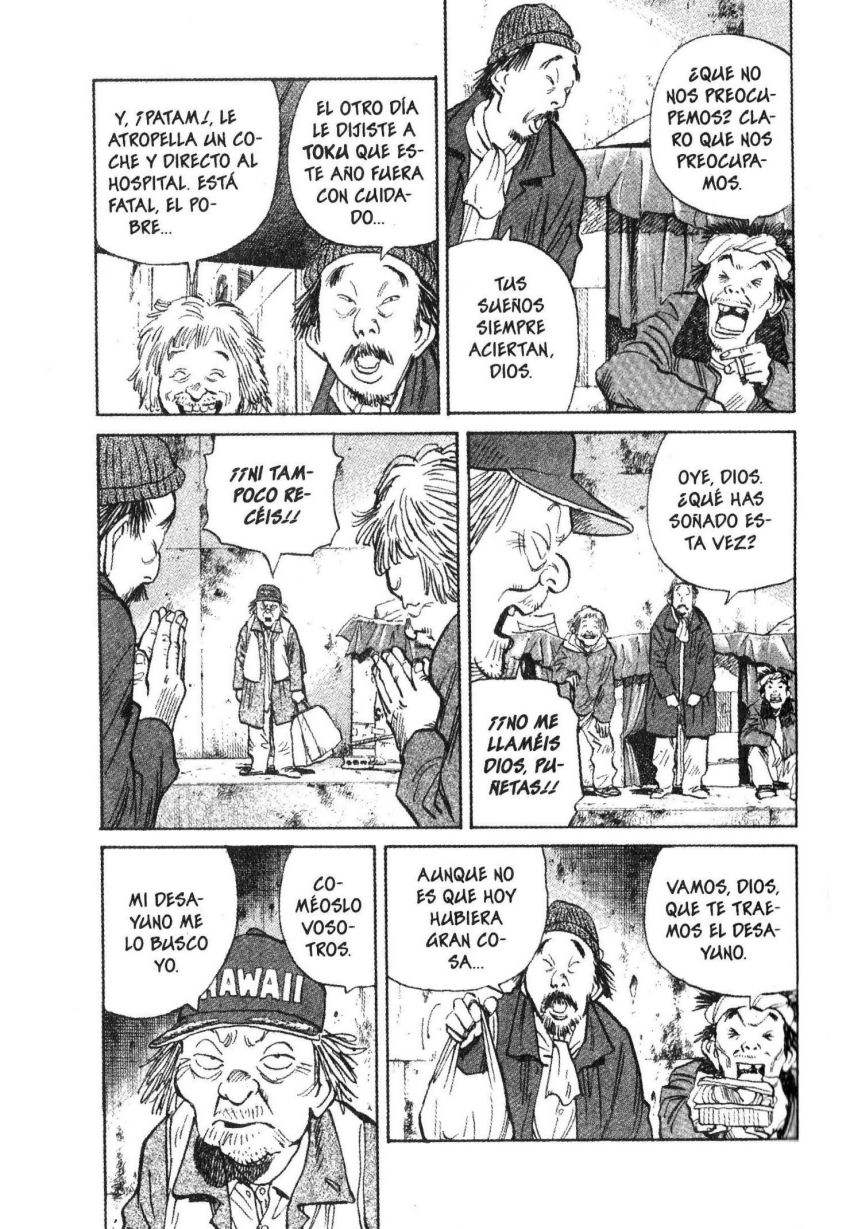 ¿QUE NO
NOS PREOCU-
PEMOS? CLA-
RO QUE NOS
PREOCUPA-
MOS.
TUS
SUEÑOS
SIEMPRE
ACIERTAN,
DIOS.
EL OTRO DÍA
LE DIJISTE A
TOKU QUE ES-
TE AÑO FUERA
CON CUIDA-
DO...
Y, ¡PATAM!, LE
ATROPELLA UN CO-
CHE Y DIRECTO AL
HOSPITAL. ESTÁ
FATAL, EL PO-
BRE...
OYE, DIOS.
¿QUÉ HAS
SOÑADO ES-
TA VEZ?
¡¡NO ME
LLAMÉIS
DIOS, PU-
ÑETAS!!
¡¡NI TAM-
POCO RE-
CÉIS!!
VAMOS, DIOS,
QUE TE TRAE-
MOS EL DESA-
YUNO.
AUNQUE NO
ES QUE HOY
HUBIERA
GRAN CO-
SA...
CO-
MÉOSLO
VOSO-
TROS.
MI DESA-
YUNO ME
LO BUSCO
YO.
HAWAII